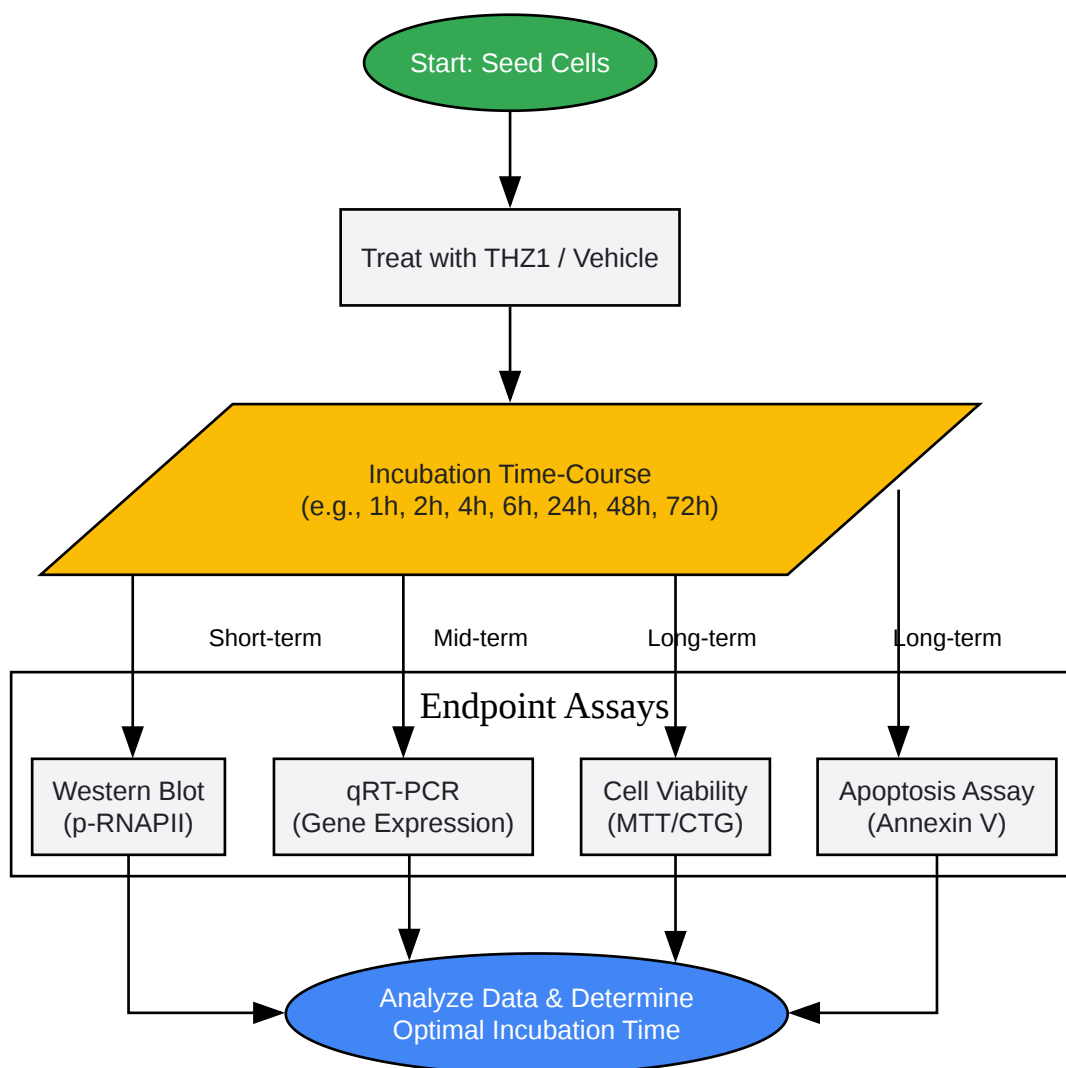 Start: Seed Cells
Treat with THZ1 / Vehicle
Incubation Time-Course
(e.g., 1h, 2h, 4h, 6h, 24h, 48h, 72h)
Short-term
Mid-term
Long-term
Long-term
Endpoint Assays
Western Blot
(p-RNAPII)
qRT-PCR
(Gene Expression)
Cell Viability
(MTT/CTG)
Apoptosis Assay
(Annexin V)
Analyze Data & Determine
Optimal Incubation Time